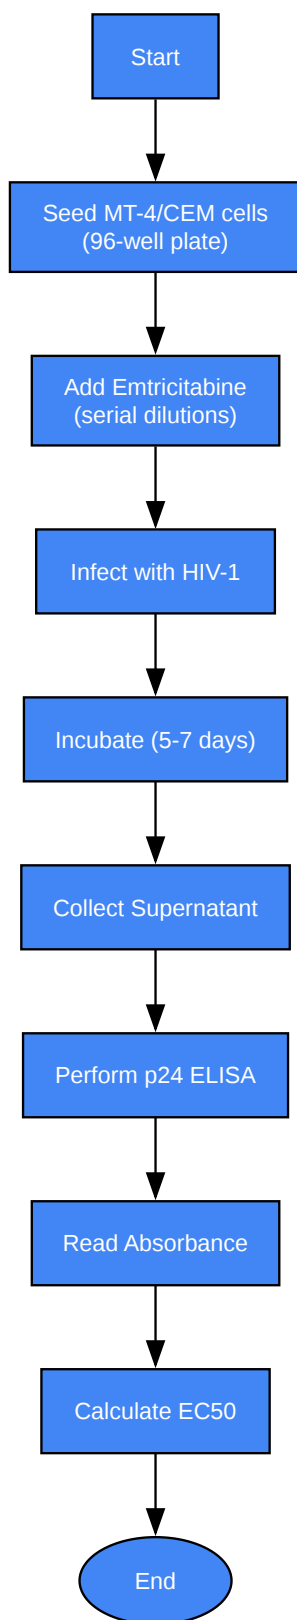 Start
Seed MT-4/CEM cells
(96-well plate)
Add Emtricitabine
(serial dilutions)
Infect with HIV-1
Incubate (5-7 days)
Collect Supernatant
Perform p24 ELISA
Read Absorbance
Calculate EC50
End